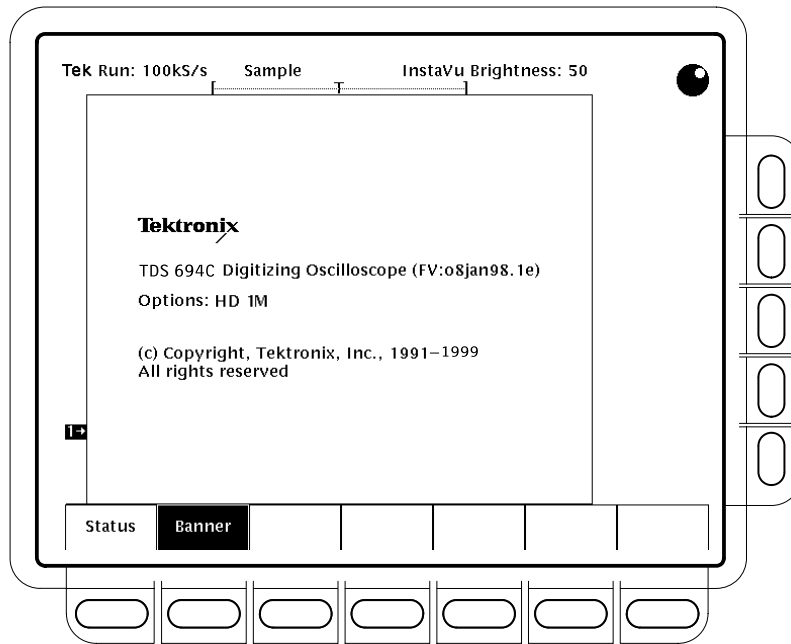 Tek Run: 100kS/s Sample InstaVu Brightness: 50
T
Tektronix
TDS 694C Digitizing Oscilloscope (FV:o8jan98.1e)
Options: HD 1M
(c) Copyright, Tektronix, Inc., 1991–1999
All rights reserved
1→
Status Banner